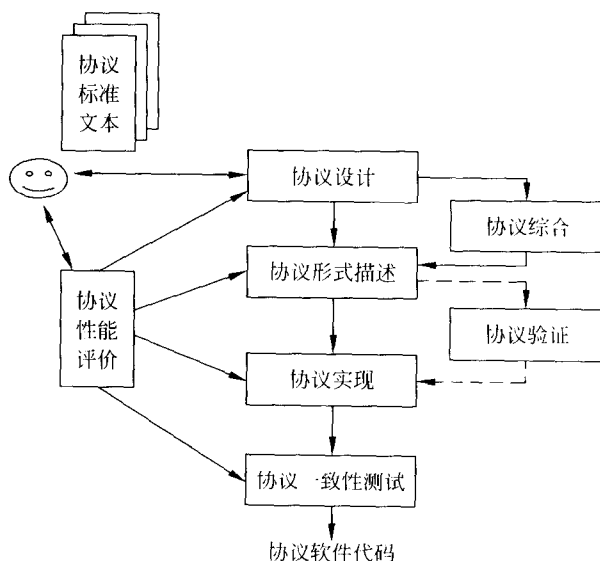 协议
标准
文本
协议设计
协议综合
协议形式描述
协议
性能
评价
协议验证
协议实现
协议一致性测试
协议软件代码